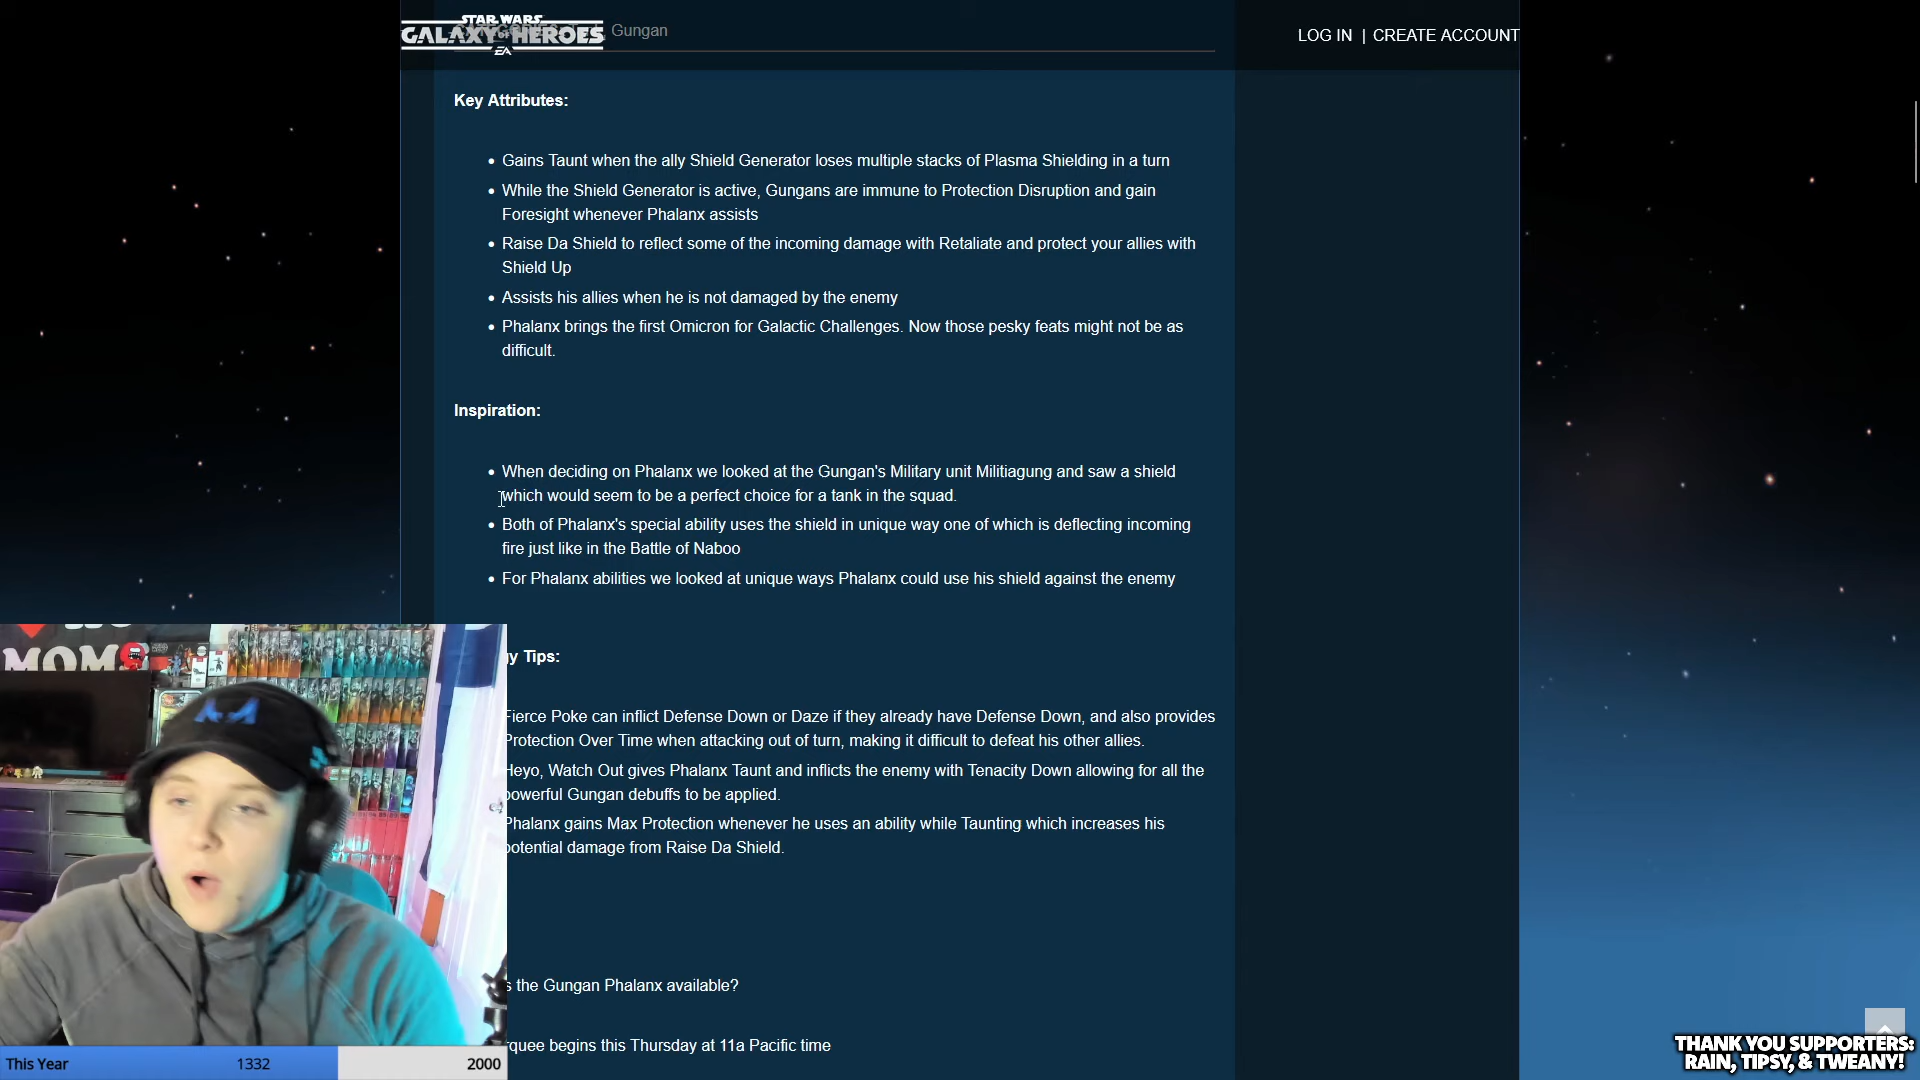 STAR WARS
GALAXY OF HEROES
EA
Gungan
LOG IN | CREATE ACCOUNT
Key Attributes:
• Gains Taunt when the ally Shield Generator loses multiple stacks of Plasma Shielding in a turn
• While the Shield Generator is active, Gungans are immune to Protection Disruption and gain
Foresight whenever Phalanx assists
• Raise Da Shield to reflect some of the incoming damage with Retaliate and protect your allies with
Shield Up
• Assists his allies when he is not damaged by the enemy
• Phalanx brings the first Omicron for Galactic Challenges. Now those pesky feats might not be as
difficult.
Inspiration:
• When deciding on Phalanx we looked at the Gungan's Military unit Militiagung and saw a shield
which would seem to be a perfect choice for a tank in the squad.
• Both of Phalanx's special ability uses the shield in unique way one of which is deflecting incoming
fire just like in the Battle of Naboo
• For Phalanx abilities we looked at unique ways Phalanx could use his shield against the enemy
gy Tips:
Fierce Poke can inflict Defense Down or Daze if they already have Defense Down, and also provides
Protection Over Time when attacking out of turn, making it difficult to defeat his other allies.
Heyo, Watch Out gives Phalanx Taunt and inflicts the enemy with Tenacity Down allowing for all the
powerful Gungan debuffs to be applied.
Phalanx gains Max Protection whenever he uses an ability while Taunting which increases his
potential damage from Raise Da Shield.
s the Gungan Phalanx available?
rquee begins this Thursday at 11a Pacific time
MOM
This Year 1332 2000
THANK YOU SUPPORTERS:
RAIN, TIPSY, & TWEANY!